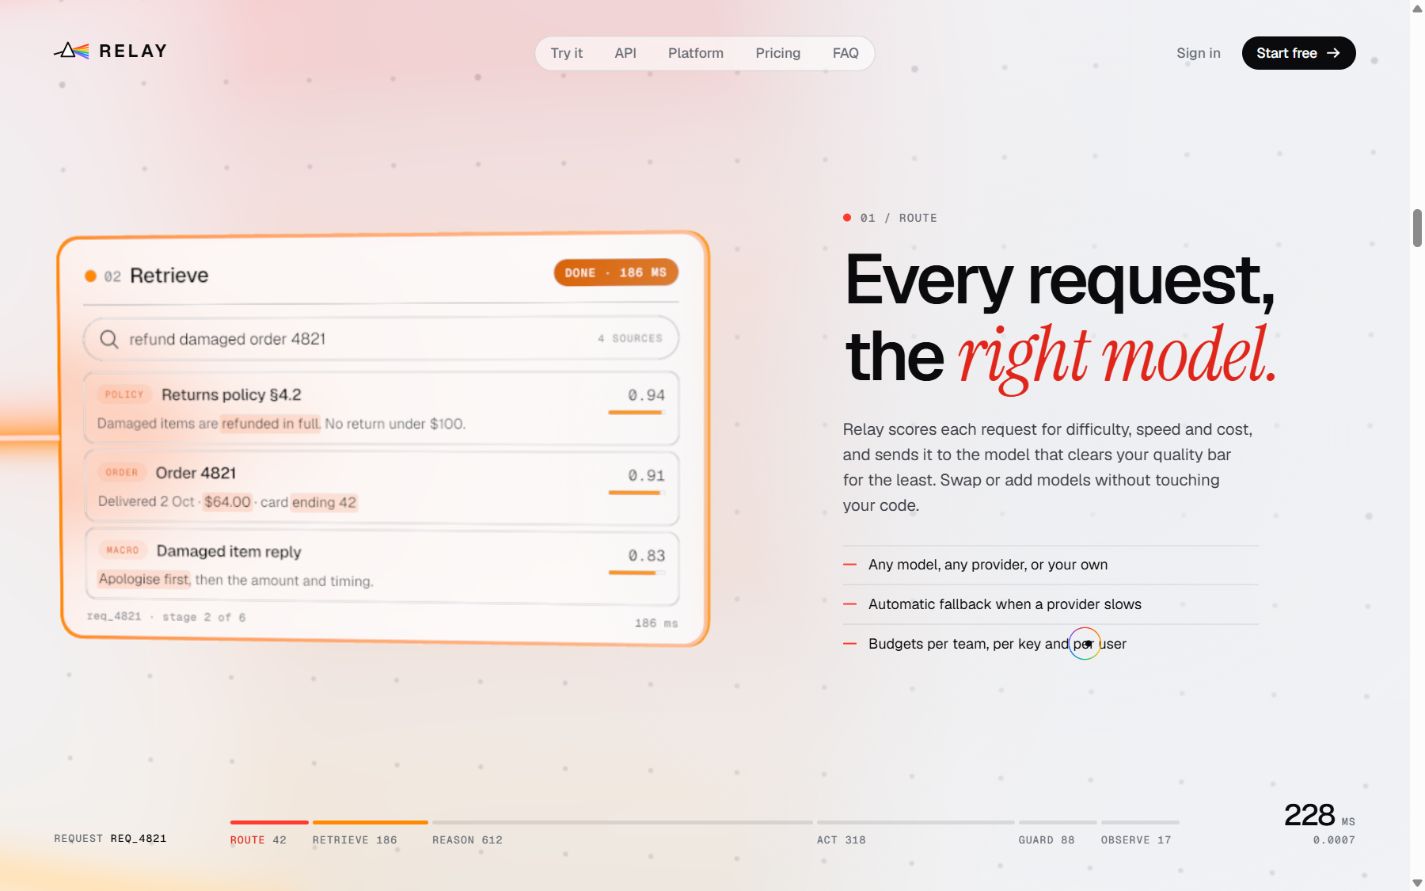 RELAY
Try it API Platform Pricing FAQ
Sign in Start free →
02 Retrieve DONE · 186 MS
refund damaged order 4821 4 SOURCES
POLICY Returns policy §4.2 0.94
Damaged items are refunded in full. No return under $100.
ORDER Order 4821 0.91
Delivered 2 Oct · $64.00 · card ending 42
MACRO Damaged item reply 0.83
Apologise first, then the amount and timing.
req_4821 · stage 2 of 6 186 ms
01 / ROUTE
Every request,
the right model.
Relay scores each request for difficulty, speed and cost,
and sends it to the model that clears your quality bar
for the least. Swap or add models without touching
your code.
Any model, any provider, or your own
Automatic fallback when a provider slows
Budgets per team, per key and per user
REQUEST REQ_4821
ROUTE 42 RETRIEVE 186 REASON 612 ACT 318 GUARD 88 OBSERVE 17
228 MS
0.0007